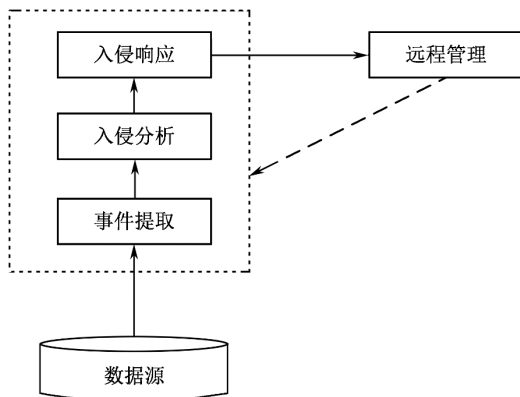 入侵响应
远程管理
入侵分析
事件提取
数据源